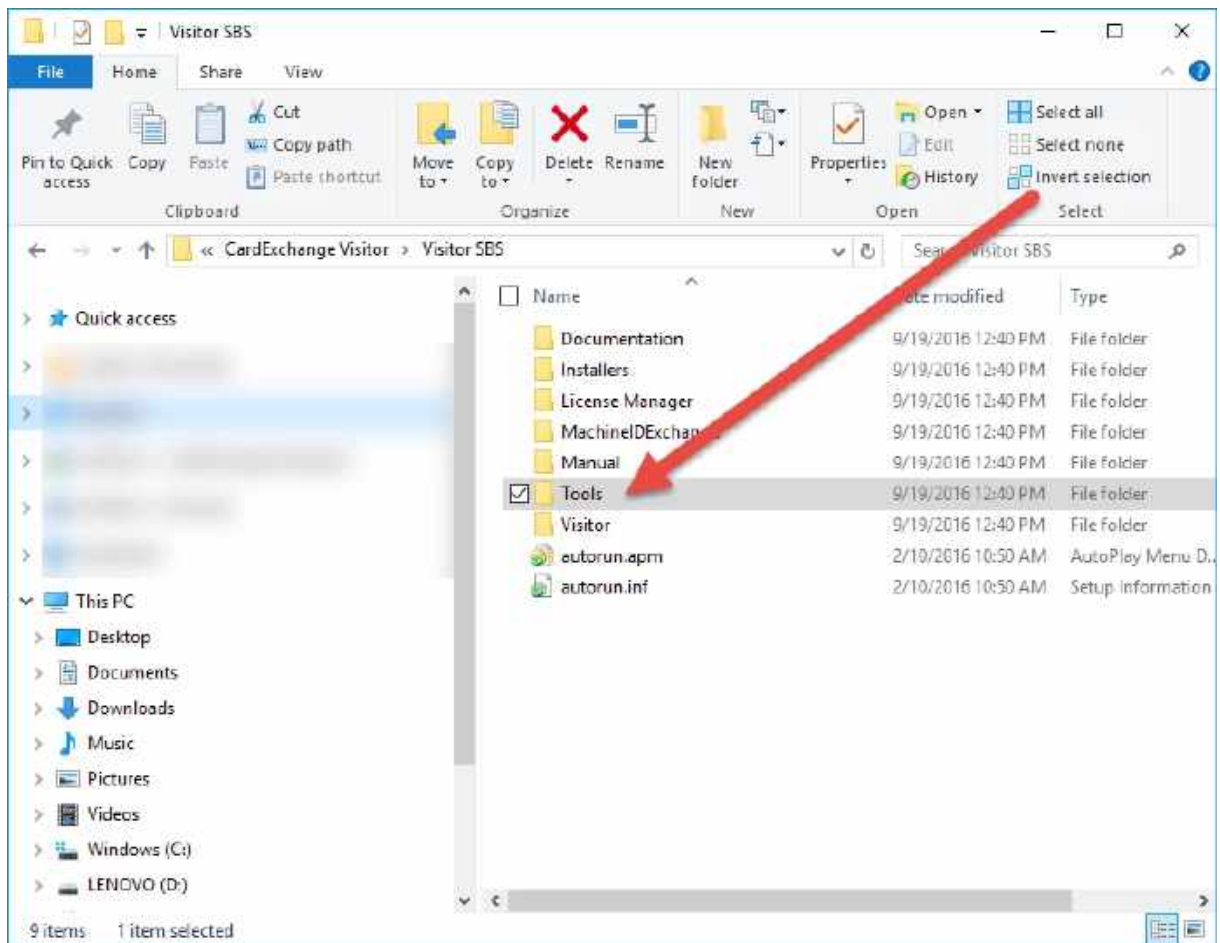 Visitor SBS
File Home Share View
Pin to Quick access
Copy
Paste
Cut
Copy path
Paste shortcut
Clipboard
Move to
Copy to
Delete
Rename
Organize
New folder
New
Properties
Open
Edit
History
Open
Select all
Select none
Invert selection
Select
« CardExchange Visitor > Visitor SBS
Search Visitor SBS
Quick access
This PC
Desktop
Documents
Downloads
Music
Pictures
Videos
Windows (C:)
LENOVO (D:)
Name Date modified Type
Documentation 9/19/2016 12:40 PM File folder
Installers 9/19/2016 12:40 PM File folder
License Manager 9/19/2016 12:40 PM File folder
MachineIDExchange 9/19/2016 12:40 PM File folder
Manual 9/19/2016 12:40 PM File folder
Tools 9/19/2016 12:40 PM File folder
Visitor 9/19/2016 12:40 PM File folder
autorun.apm 2/10/2016 10:50 AM AutoPlay Menu D..
autorun.inf 2/10/2016 10:50 AM Setup Information
9 items 1 item selected